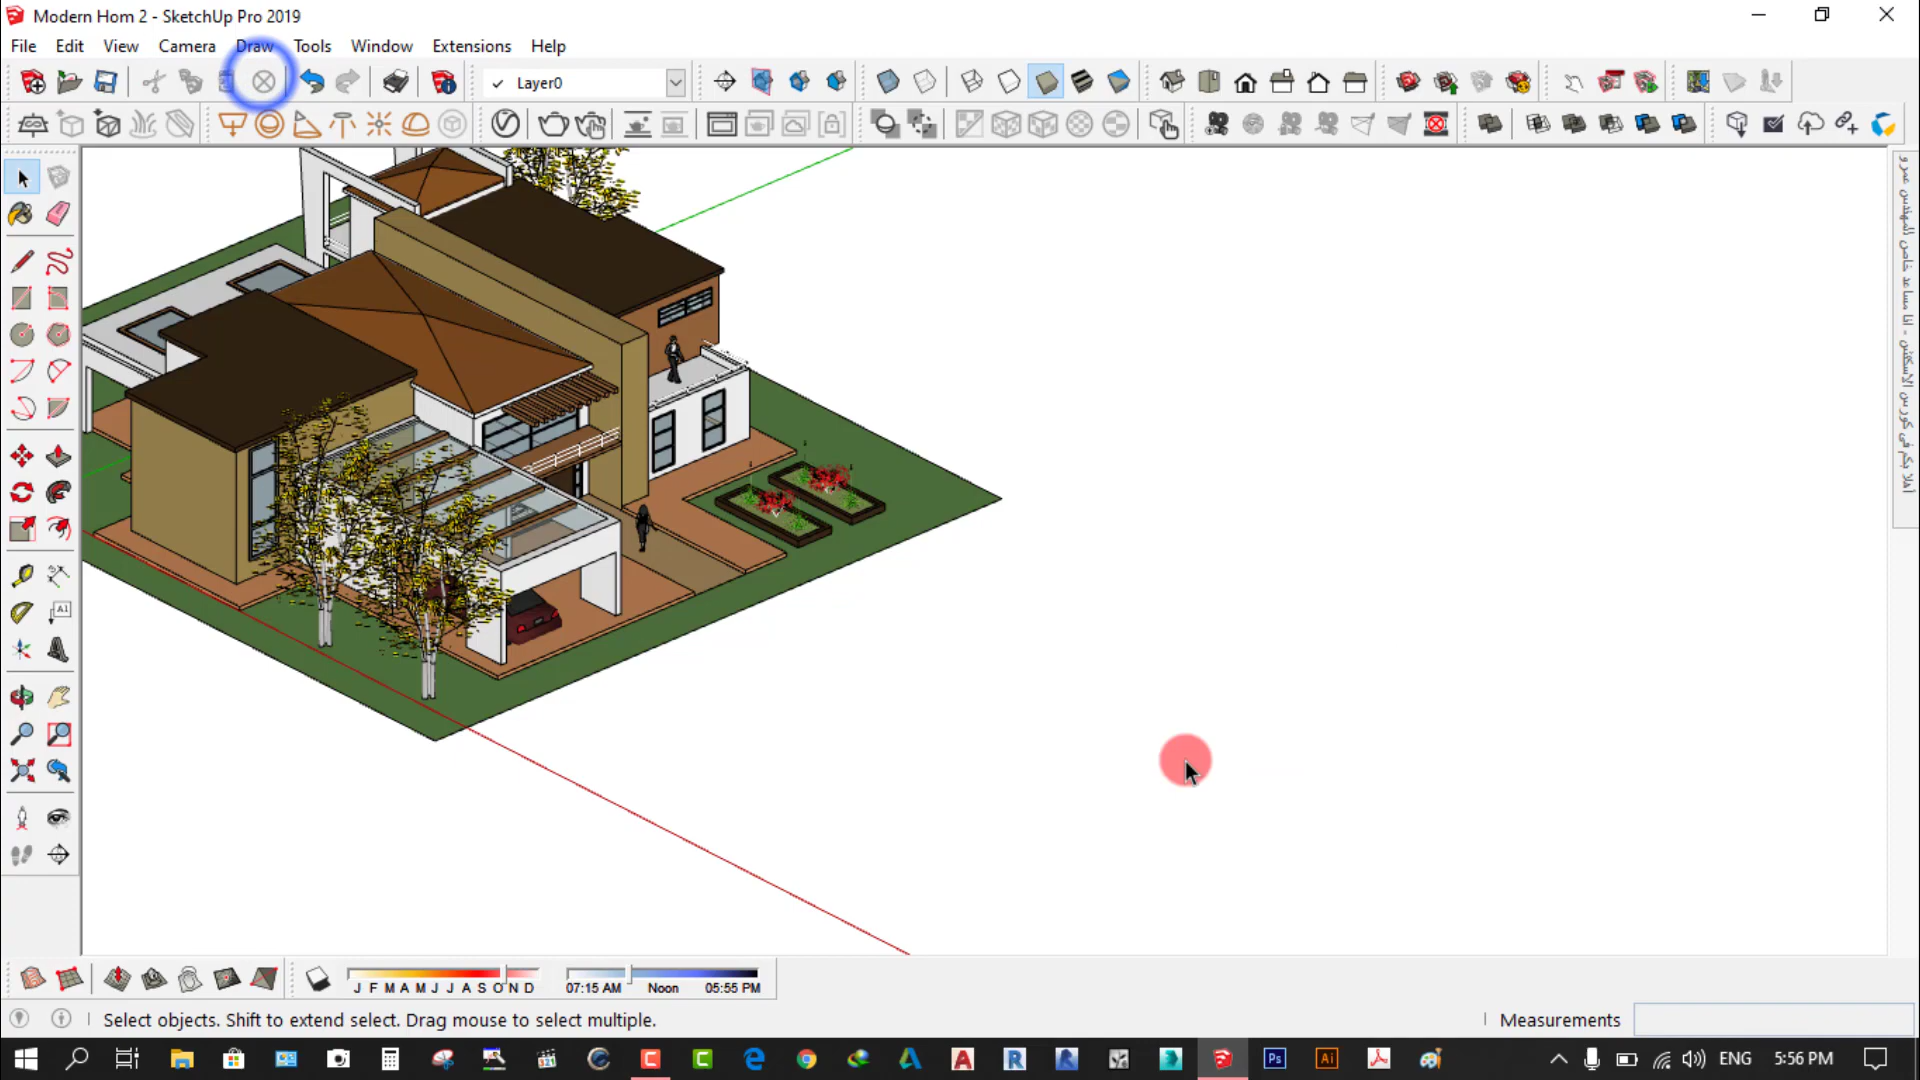 Modern Hom 2 - SketchUp Pro 2019
File Edit View Camera Draw Tools Window Extensions Help
Layer0
A1
J F M A M J J A S O N D
07:15 AM Noon 05:55 PM
Select objects. Shift to extend select. Drag mouse to select multiple.
Measurements
ENG 5:56 PM